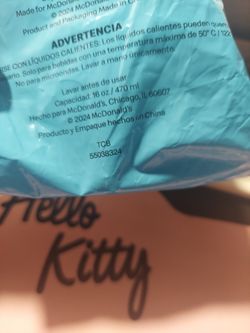 Made for McDonald's
© 2024 McDonald's
Product and Packaging Made in
ADVERTENCIA
CON LÍQUIDOS CALIENTES: Los líquidos calientes pueden
Solo para bebidas con una temperatura máxima de 50° C /
No para microondas. Lavar a mano únicamente.
Lavar antes de usar.
Capacidad: 16 oz / 470 ml
Hecho para McDonald's, Chicago, IL 60607
© 2024 McDonald's
Producto y Empaque hechos en China
TCB
55038324
Hello
Kitty